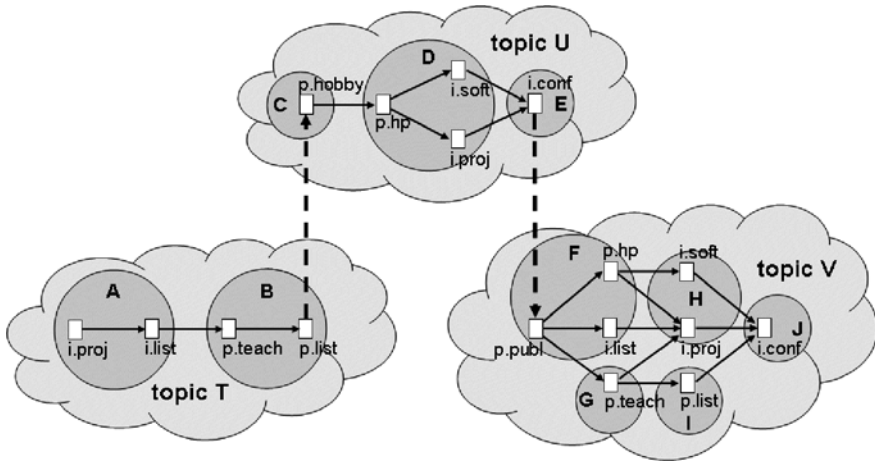 topic U
D
p.hobby
i.soft
i.conf
C
E
p.hp
i.proj
p.hp
i.soft
F
topic V
A
B
H
J
i.proj
i.list
p.teach
p.list
p.publ
i.list
i.proj
i.conf
topic T
G
p.teach
p.list
I